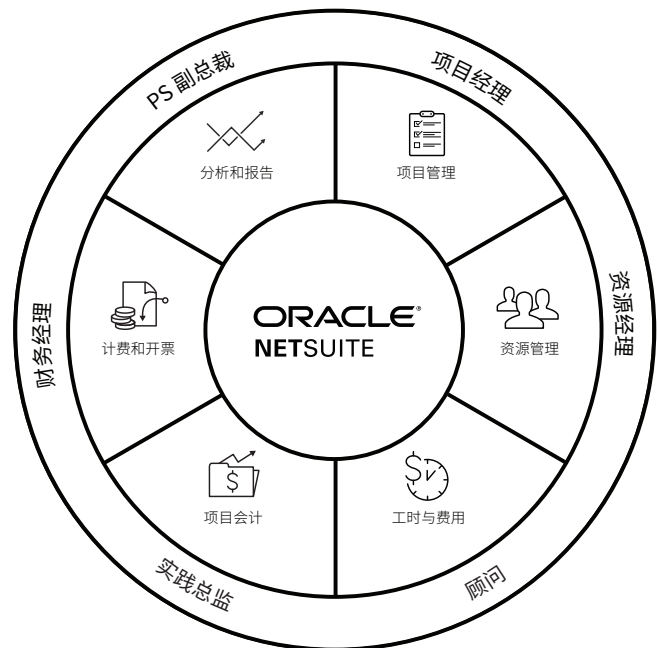 PS 副总裁
项目经理
分析和报告
项目管理
财务经理
计费和开票
ORACLE®
NETSUITE
资源管理
资源经理
项目会计
工时与费用
实践总监
顾问